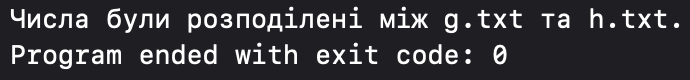 Числа були розподілені між g.txt та h.txt.
Program ended with exit code: 0